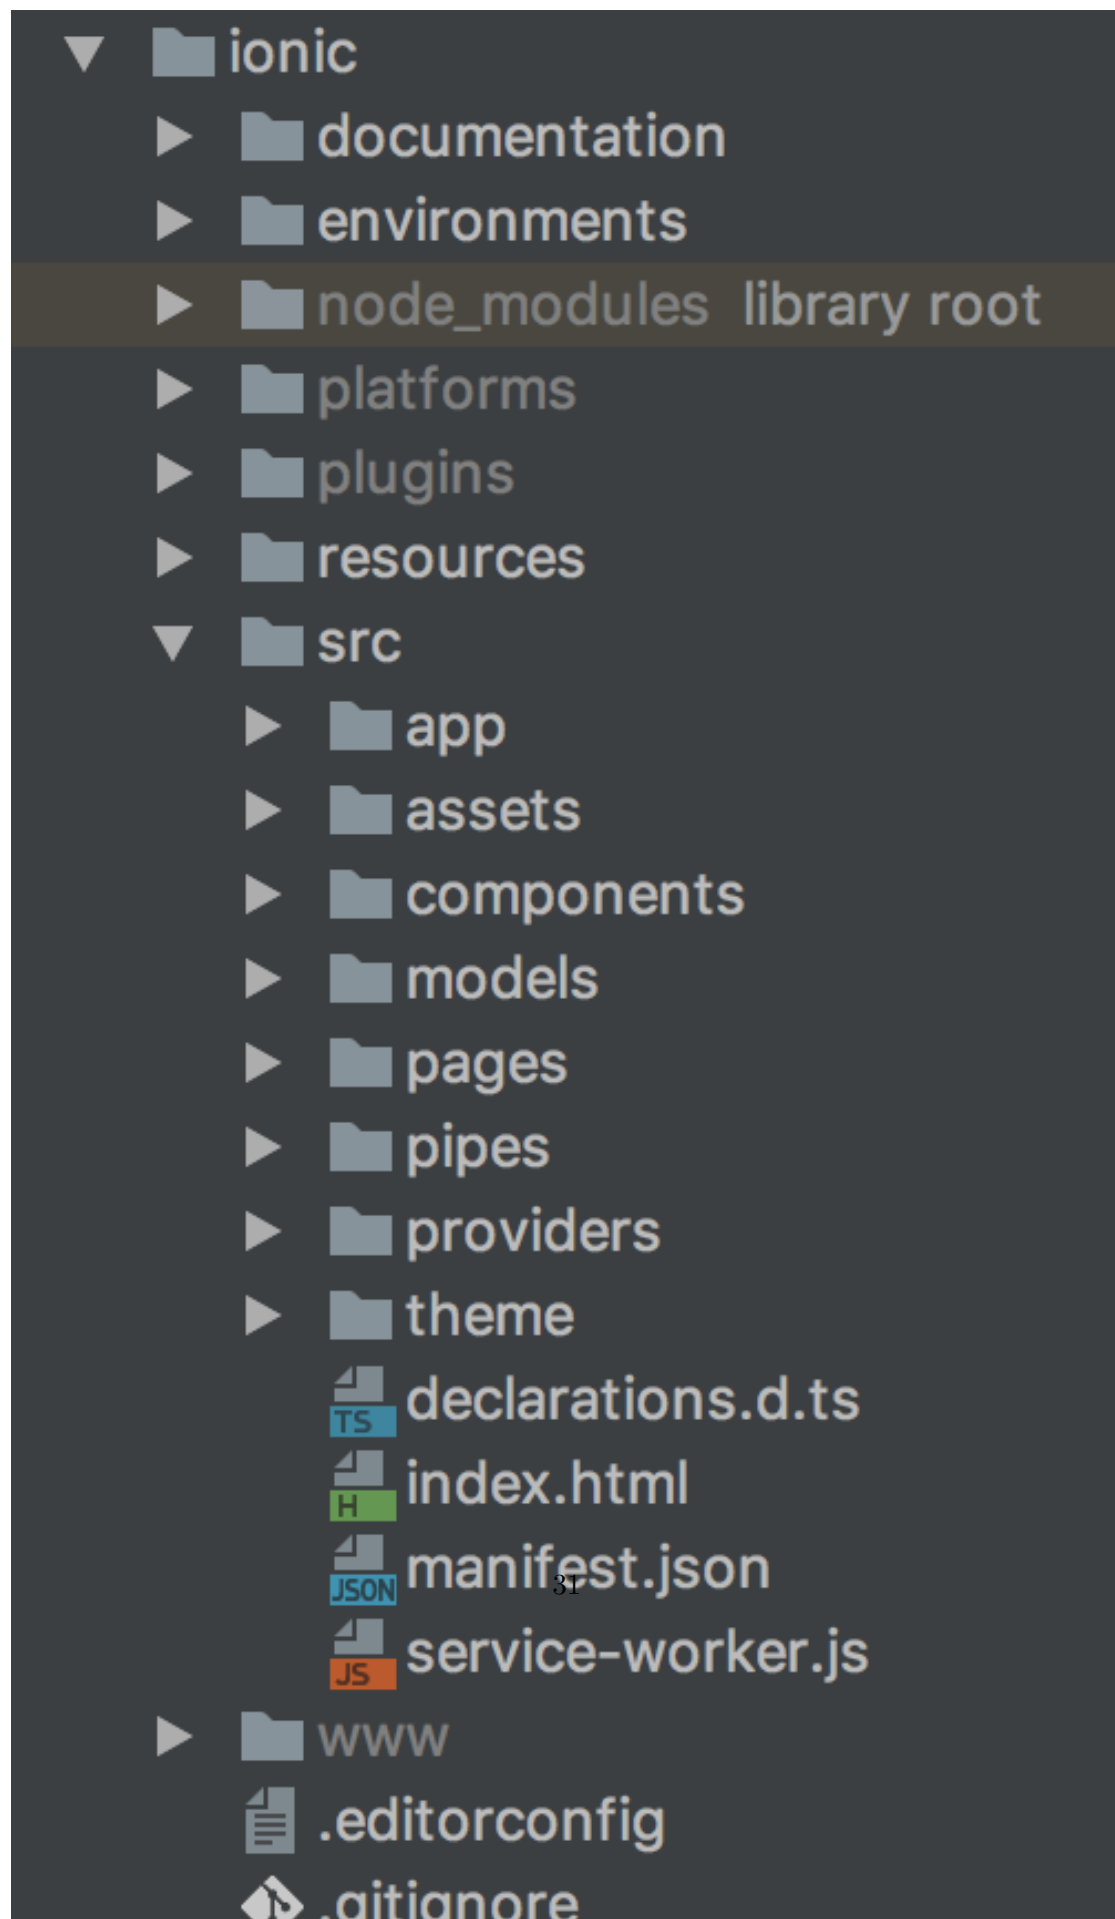 ionic
documentation
environments
node_modules library root
platforms
plugins
resources
src
app
assets
components
models
pages
pipes
providers
theme
TS declarations.d.ts
H index.html
JSON manifest.json
31
JS service-worker.js
www
.editorconfig
.gitignore